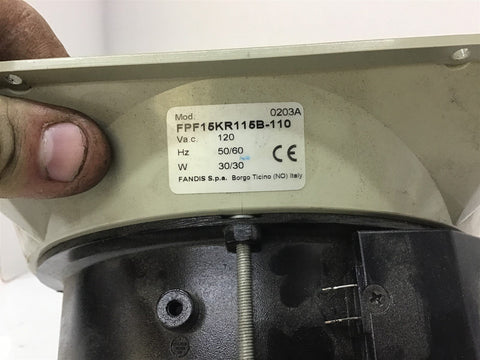 Mod. 0203A
FPF15KR115B-110
Va.c. 120
Hz 50/60
W 30/30
CE
FANDIS S.p.a. Borgo Ticino (NO) Italy